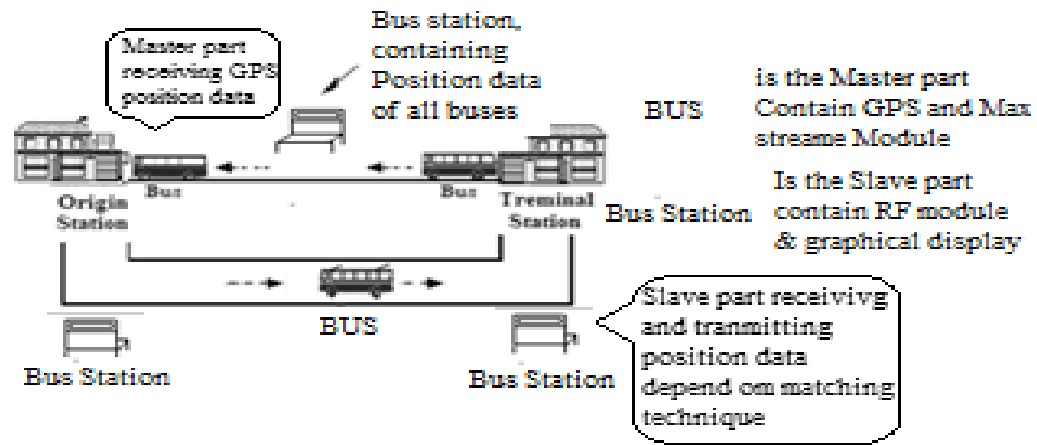 Master part
receiving GPS
position data
Bus station,
containing
Position data
of all buses
BUS
is the Master part
Contain GPS and Max
streame Module
Bus
Bus
Origin
Station
Treminal
Station
Bus Station
Is the Slave part
contain RF module
& graphical display
BUS
Bus Station
Bus Station
Slave part receivivg
and tranmitting
position data
depend om matching
technique